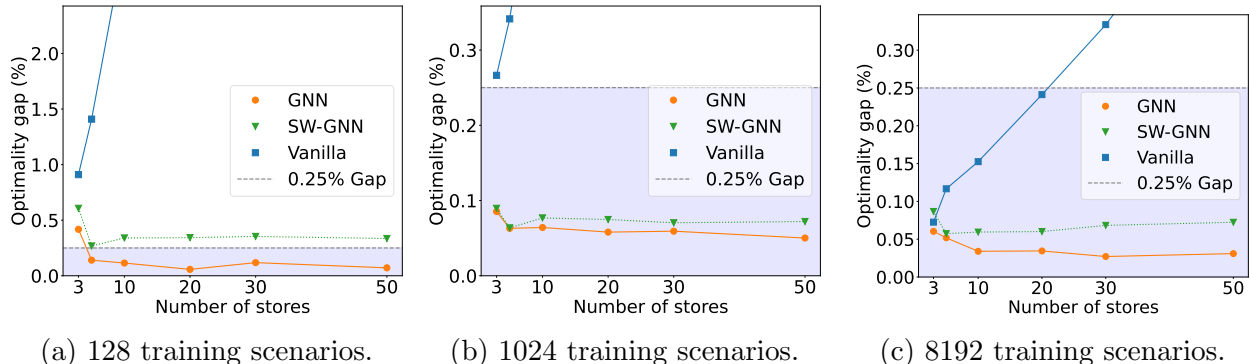 Optimality gap (%)
2.0
1.5
1.0
0.5
0.0
GNN
SW-GNN
Vanilla
0.25% Gap
3 10 20 30 50
Number of stores
(a) 128 training scenarios.
Optimality gap (%)
0.3
0.2
0.1
0.0
GNN
SW-GNN
Vanilla
0.25% Gap
3 10 20 30 50
Number of stores
(b) 1024 training scenarios.
Optimality gap (%)
0.30
0.25
0.20
0.15
0.10
0.05
0.00
GNN
SW-GNN
Vanilla
0.25% Gap
3 10 20 30 50
Number of stores
(c) 8192 training scenarios.